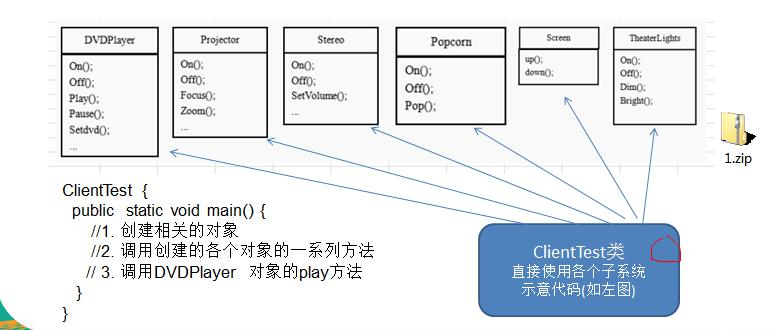 DVDPlayer
On();
Off();
Play();
Pause();
Setdvd();
...
Projector
On();
Off();
Focus();
Zoom();
...
Stereo
On();
Off();
SetVolume();
...
Popcorn
On();
Off();
Pop();
Screen
up();
down();
TheaterLights
On();
Off();
Dim();
Bright();
1.zip
ClientTest {
public static void main() {
//1. 创建相关的对象
//2. 调用创建的各个对象的一系列方法
// 3. 调用DVDPlayer 对象的play方法
}
}
ClientTest类
直接使用各个子系统
示意代码(如左图)